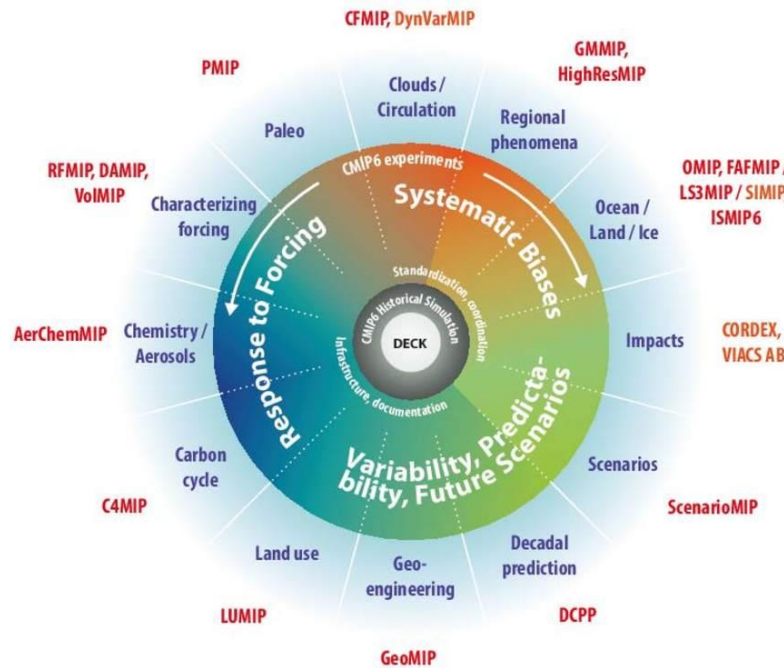 CFMIP, DynVarMIP
GMMIP,
HighResMIP
PMIP
Clouds /
Circulation
Regional
phenomena
Paleo
CMIP6 experiments
RFMIP, DAMIP,
VolMIP
Characterizing
forcing
Systematic Biases
Ocean /
Land / Ice
OMIP, FAFMIP /
LS3MIP / SIMIP
ISMIP6
Response to Forcing
Standardization, coordination
CMIP6 Historical Simulation
DECK
Infrastructure, documentation
AerChemMIP
Chemistry /
Aerosols
Impacts
CORDEX,
VIACS AB
Variability, Predicta-
bility, Future Scenarios
Carbon
cycle
Scenarios
C4MIP
ScenarioMIP
Land use
Geo-
engineering
Decadal
prediction
LUMIP
DCPP
GeoMIP